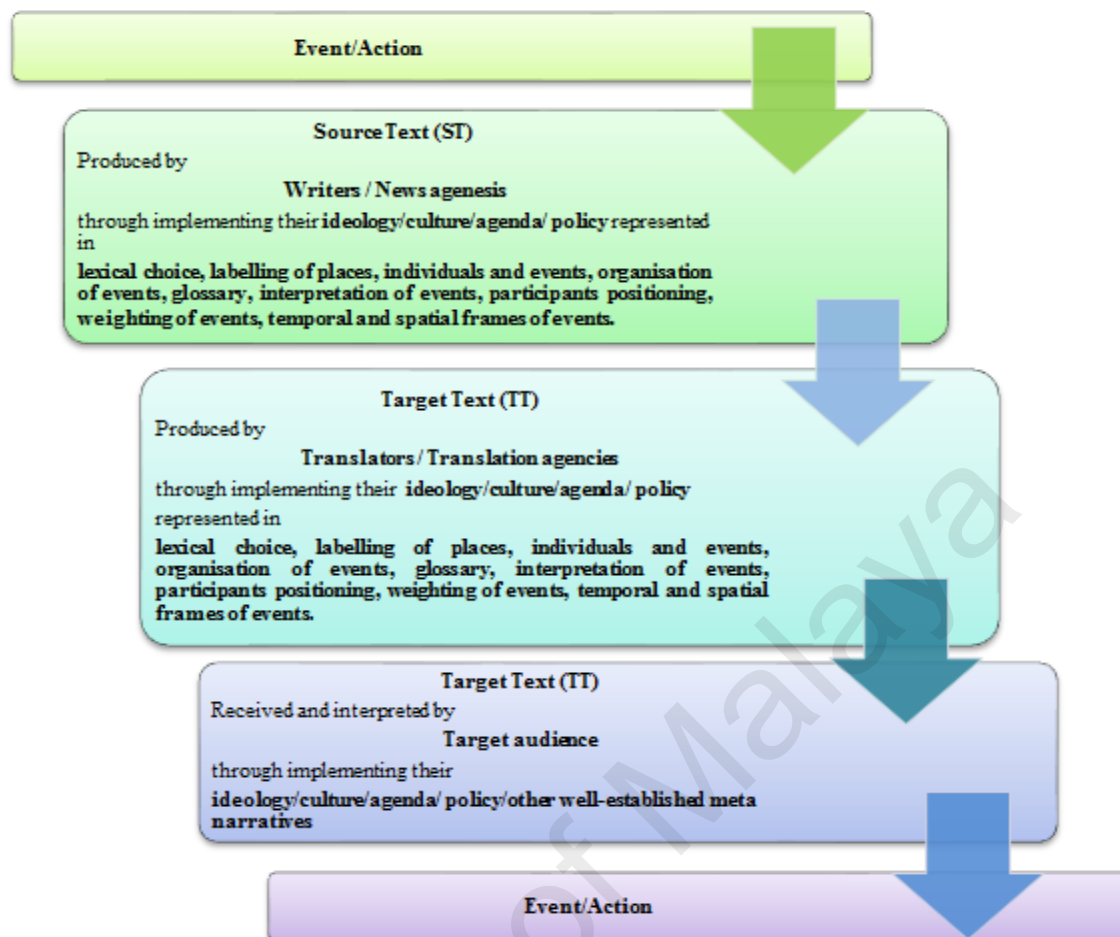 Event/Action
Source Text (ST)
Produced by
Writers / News agenesis
through implementing their ideology/culture/agenda/ policy represented
in
lexical choice, labelling of places, individuals and events, organisation
of events, glossary, interpretation of events, participants positioning,
weighting of events, temporal and spatial frames of events.
Target Text (TT)
Produced by
Translators / Translation agencies
through implementing their ideology/culture/agenda/ policy
represented in
lexical choice, labelling of places, individuals and events,
organisation of events, glossary, interpretation of events,
participants positioning, weighting of events, temporal and spatial
frames of events.
Target Text (TT)
Received and interpreted by
Target audience
through implementing their
ideology/culture/agenda/ policy/other well-established meta
narratives
Event/Action
of Malaya